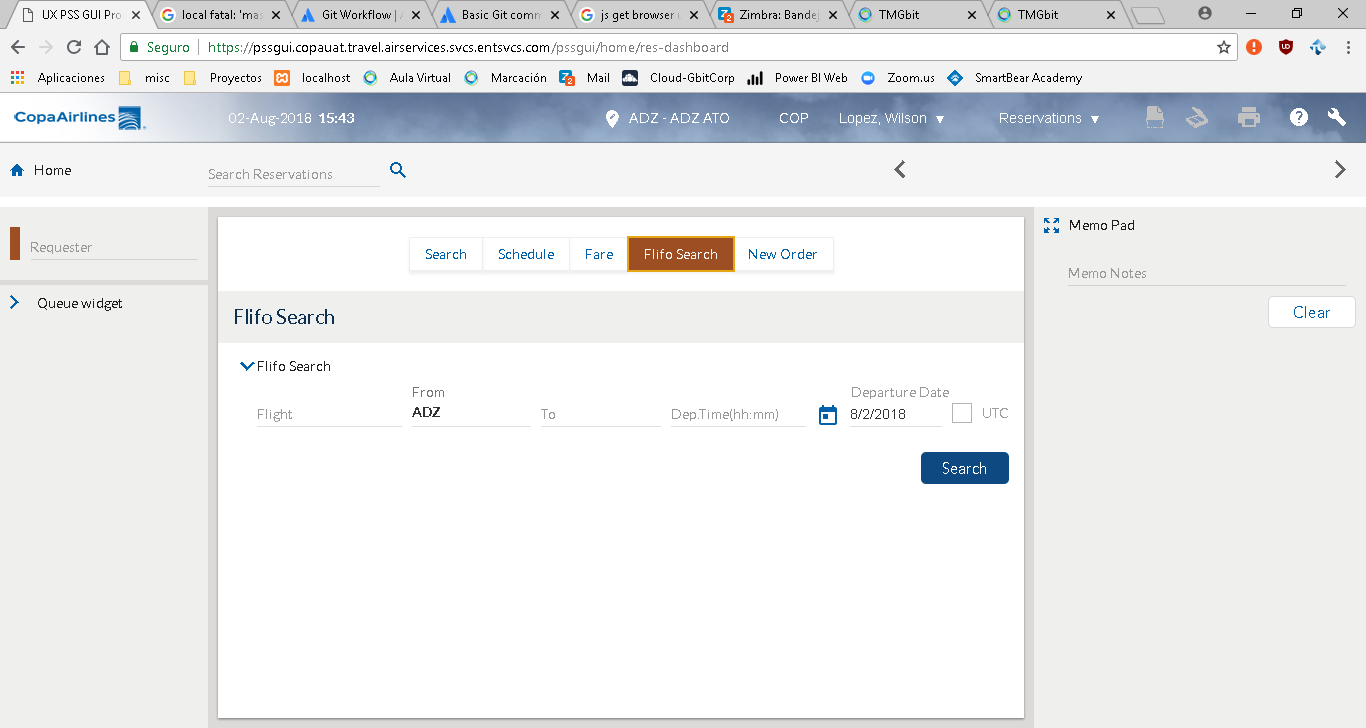 UX PSS GUI Pro
local fatal: 'mas
Git Workflow | A
Basic Git comm
js get browser u
Zimbra: Bandej
TMGbit
TMGbit
Seguro
https://pssgui.copauat.travel.airservices.svcs.entsvcs.com/pssgui/home/res-dashboard
Aplicaciones
misc
Proyectos
localhost
Aula Virtual
Marcación
Mail
Cloud-GbitCorp
Power BI Web
Zoom.us
SmartBear Academy
CopaAirlines
02-Aug-2018 15:43
ADZ - ADZ ATO
COP
Lopez, Wilson
Reservations
Home
Search Reservations
Requester
Queue widget
Search
Schedule
Fare
Flifo Search
New Order
Flifo Search
Flifo Search
Flight
From
ADZ
To
Dep.Time(hh:mm)
Departure Date
8/2/2018
UTC
Search
Memo Pad
Memo Notes
Clear